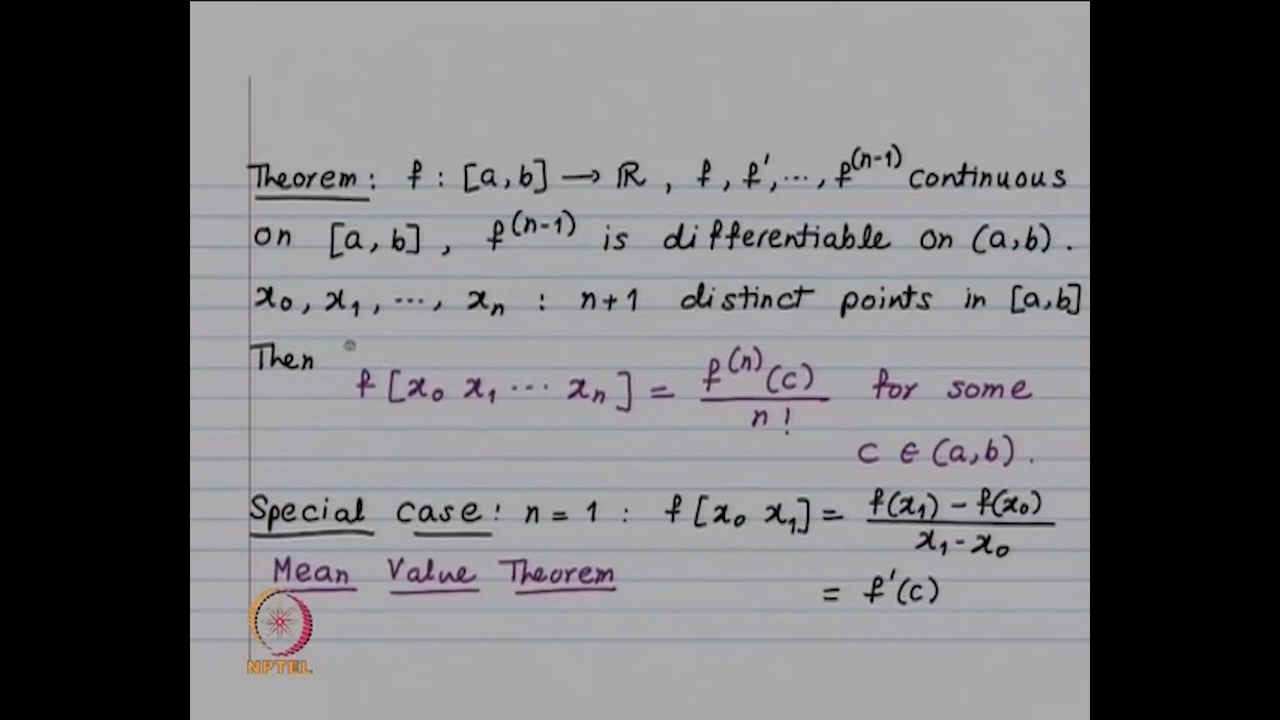 Theorem: f : [a, b] → ℝ, f, f', ⋯, f^(n-1) continuous
on [a, b], f^(n-1) is differentiable on (a, b).
x₀, x₁, ⋯, xₙ : n+1 distinct points in [a, b]
Then
f[x₀ x₁ ⋯ xₙ] = f^(n)(c) / n! for some
c ∈ (a, b).
Special case: n = 1 : f[x₀ x₁] = f(x₁) - f(x₀) / x₁ - x₀
Mean Value Theorem
= f'(c)
NPTEL